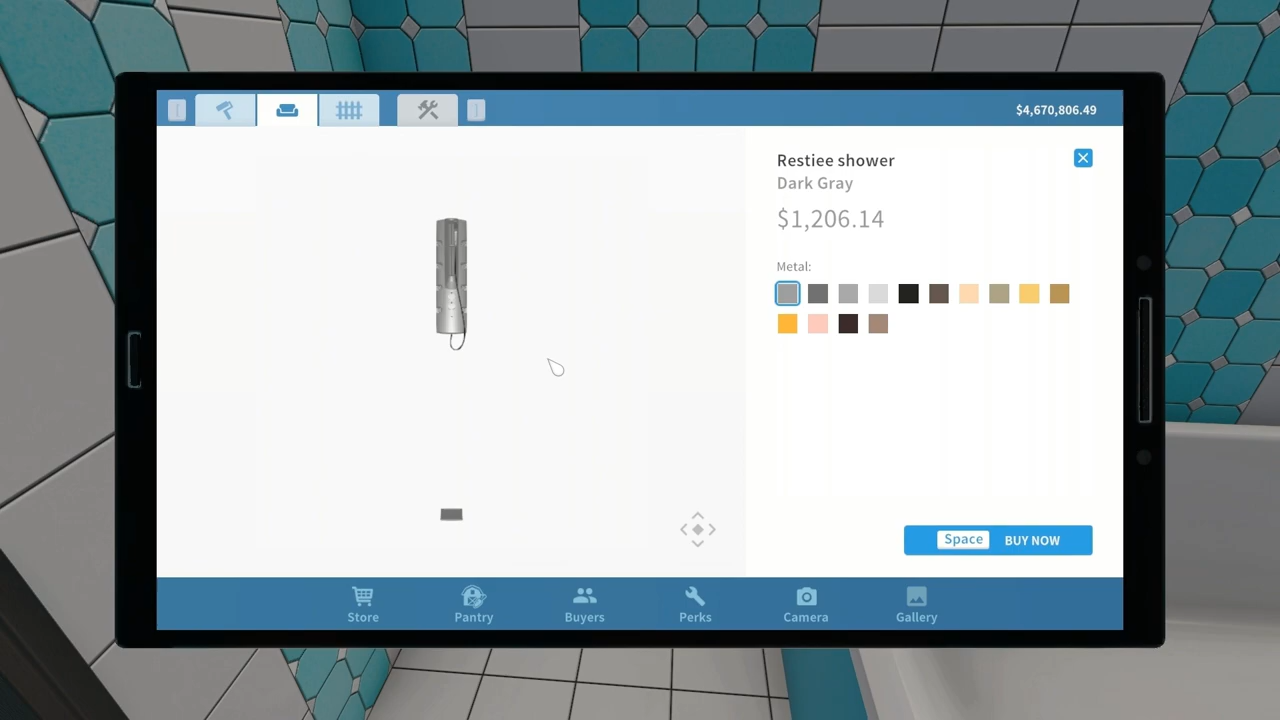 $4,670,806.49
Restiee shower
Dark Gray
$1,206.14
Metal:
Space BUY NOW
Store Pantry Buyers Perks Camera Gallery